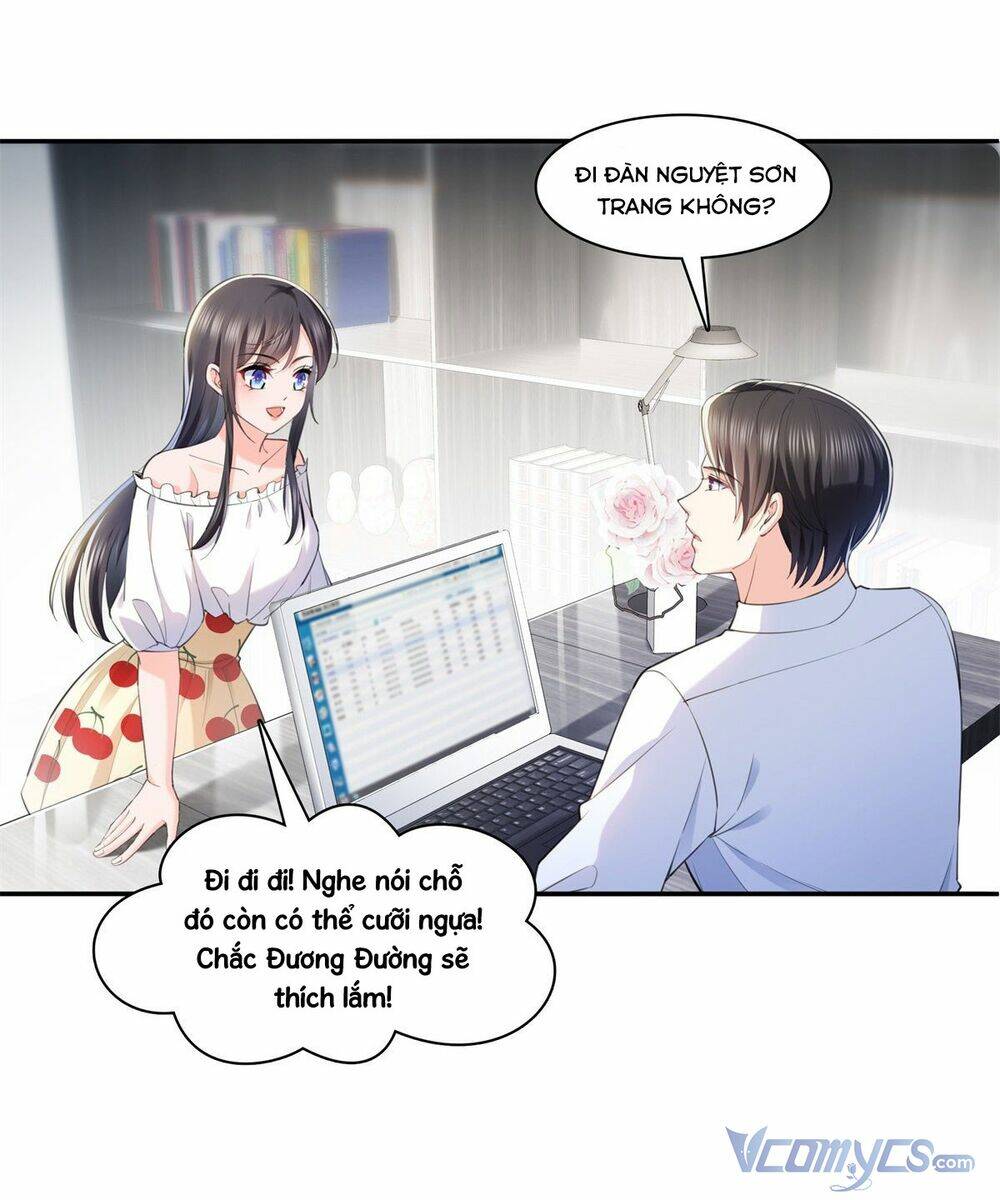 ĐI ĐÀN NGUYỆT SƠN
TRANG KHÔNG?
Đi đi đi! Nghe nói chỗ
đó còn có thể cưỡi ngựa!
Chắc Đương Đường sẽ
thích lắm!
Vcomycs.com